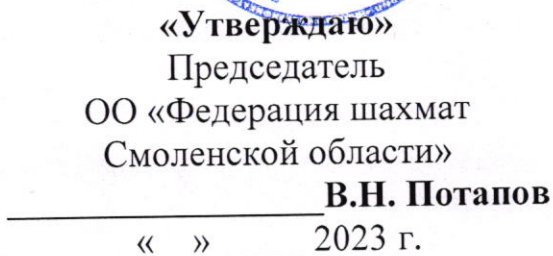 «Утверждаю»
Председатель
ОО «Федерация шахмат
Смоленской области»
В.Н. Потапов
« » 2023 г.